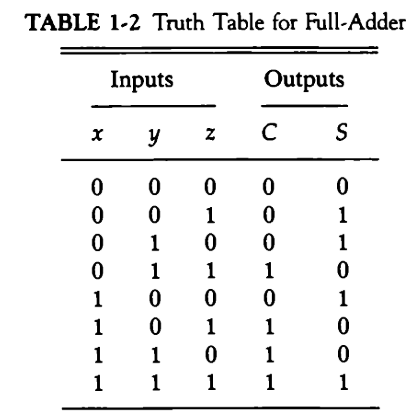 TABLE 1-2 Truth Table for Full-Adder
Inputs Outputs
x y z C S
0 0 0 0 0
0 0 1 0 1
0 1 0 0 1
0 1 1 1 0
1 0 0 0 1
1 0 1 1 0
1 1 0 1 0
1 1 1 1 1